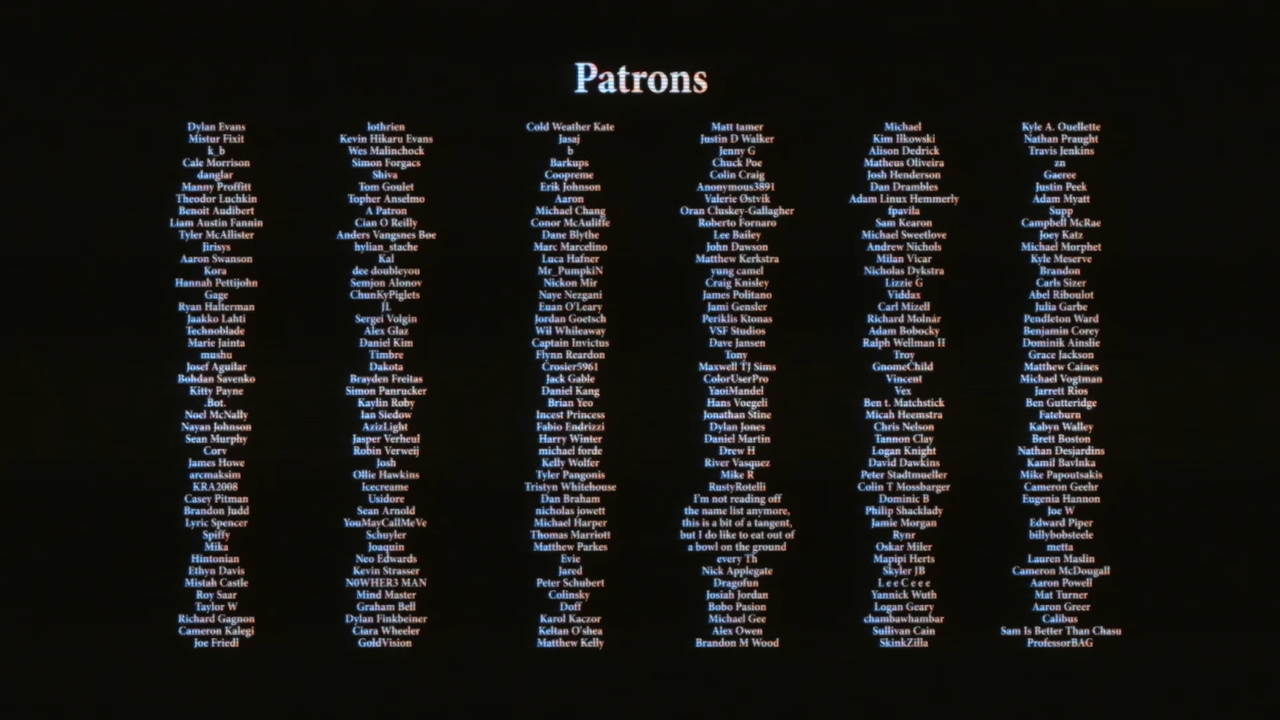 Patrons
Dylan Evans
Mistur Fixit
k_b
Cale Morrison
danglar
Manny Proffitt
Theodor Luchkin
Benoit Audibert
Liam Austin Fannin
Tyler McAllister
Jirisys
Aaron Swanson
Kora
Hannah Pettijohn
Gage
Ryan Halterman
Jaakko Lahti
Technoblade
Marie Jainta
mushu
Josef Aguilar
Bohdan Savenko
Kitty Payne
.Bot.
Noel McNally
Nayan Johnson
Sean Murphy
Corv
James Howe
arcmaksim
KRA2008
Casey Pitman
Brandon Judd
Lyric Spencer
Spiffy
Mika
Hintonian
Ethyn Davis
Mistah Castle
Roy Saar
Taylor W
Richard Gagnon
Cameron Kalegi
Joe Friedl
lothrien
Kevin Hikaru Evans
Wes Malinchock
Simon Forgacs
Shiva
Tom Goulet
Topher Anselmo
A Patron
Cian O Reilly
Anders Vangsnes Bøe
hylian_stache
Kal
dee doubleyou
Semjon Alonov
ChunKyPiglets
JL
Sergei Volgin
Alex Glaz
Daniel Kim
Timbre
Dakota
Brayden Freitas
Simon Panrucker
Kaylin Roby
Ian Siedow
AzizLight
Jasper Verheul
Robin Verweij
Josh
Ollie Hawkins
Icecreame
Usidore
Sean Arnold
YouMayCallMeVe
Schuyler
Joaquin
Neo Edwards
Kevin Strasser
N0WHER3 MAN
Mind Master
Graham Bell
Dylan Finkbeiner
Ciara Wheeler
GoldVision
Cold Weather Kate
Jasaj
b
Barkups
Coopreme
Erik Johnson
Aaron
Michael Chang
Conor McAuliffe
Dane Blythe
Marc Marcelino
Luca Hafner
Mr_PumpkiN
Nickon Mir
Naye Nezgani
Euan O'Leary
Jordan Goetsch
Wil Whileaway
Captain Invictus
Flynn Reardon
Crosier5961
Jack Gable
Daniel Kang
Brian Yeo
Incest Princess
Fabio Endrizzi
Harry Winter
michael forde
Kelly Wolfer
Tyler Pangonis
Tristyn Whitehouse
Dan Braham
nicholas jowett
Michael Harper
Thomas Marriott
Matthew Parkes
Evie
Jared
Peter Schubert
Colinsky
Doff
Karol Kaczor
Keltan O'shea
Matthew Kelly
Matt tamer
Justin D Walker
Jenny G
Chuck Poe
Colin Craig
Anonymous3891
Valerie Østvik
Oran Cluskey-Gallagher
Roberto Fornaro
Lee Bailey
John Dawson
Matthew Kerkstra
yung camel
Craig Knisley
James Politano
Jami Gensler
Periklis Ktonas
VSF Studios
Dave Jansen
Tony
Maxwell TJ Sims
ColorUserPro
YaoiMandel
Hans Voegeli
Jonathan Stine
Dylan Jones
Daniel Martin
Drew H
River Vasquez
Mike R
RustyRotelli
I'm not reading off
the name list anymore,
this is a bit of a tangent,
but I do like to eat out of
a bowl on the ground
every Th
Nick Applegate
Dragofun
Josiah Jordan
Bobo Pasion
Michael Gee
Alex Owen
Brandon M Wood
Michael
Kim Ilkowski
Alison Dedrick
Matheus Oliveira
Josh Henderson
Dan Drambles
Adam Linux Hemmerly
fpavila
Sam Kearon
Michael Sweetlove
Andrew Nichols
Milan Vicar
Nicholas Dykstra
Lizzie G
Viddax
Carl Mizell
Richard Molnár
Adam Bobocky
Ralph Wellman II
Troy
GnomeChild
Vincent
Vex
Ben t. Matchstick
Micah Heemstra
Chris Nelson
Tannon Clay
Logan Knight
David Dawkins
Peter Stadtmueller
Colin T Mossbarger
Dominic B
Philip Shacklady
Jamie Morgan
Rynr
Oskar Miler
Mapipi Herts
Skyler JB
L e e C e e e
Yannick Wuth
Logan Geary
chambawhambar
Sullivan Cain
SkinkZilla
Kyle A. Ouellette
Nathan Praught
Travis Jenkins
zn
Gaeree
Justin Peek
Adam Myatt
Supp
Campbell McRae
Joey Katz
Michael Morphet
Kyle Meserve
Brandon
Carls Sizer
Abel Riboulot
Julia Garbe
Pendleton Ward
Benjamin Corey
Dominik Ainslie
Grace Jackson
Matthew Caines
Michael Vogtman
Jarrett Rios
Ben Gutteridge
Fateburn
Kabyn Walley
Brett Boston
Nathan Desjardins
Kamil Bavlnka
Mike Papoutsakis
Cameron Geehr
Eugenia Hannon
Joe W
Edward Piper
billybobsteele
metta
Lauren Maslin
Cameron McDougall
Aaron Powell
Mat Turner
Aaron Greer
Calibus
Sam Is Better Than Chasu
ProfessorBAG